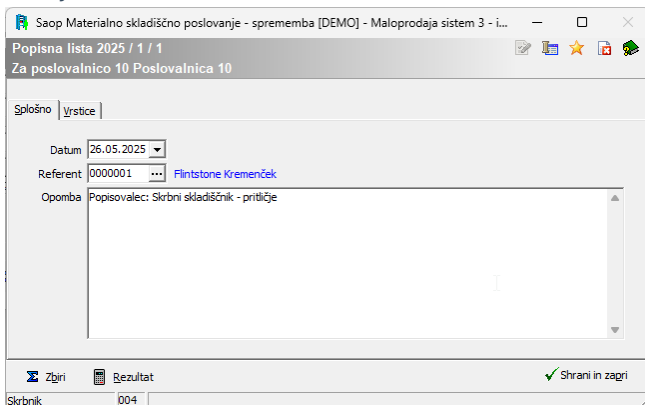 Saop Materialno skladiščno poslovanje - sprememba [DEMO] - Maloprodaja sistem 3 - i...
Popisna lista 2025 / 1 / 1
Za poslovalnico 10 Poslovalnica 10
Splošno Vrstice
Datum 26.05.2025
Referent 0000001 ... Flintstone Kremenček
Opomba Popisovalec: Skrbni skladiščnik - pritličje
Zbiri Rezultat Shrani in zapri
Skrbnik 004